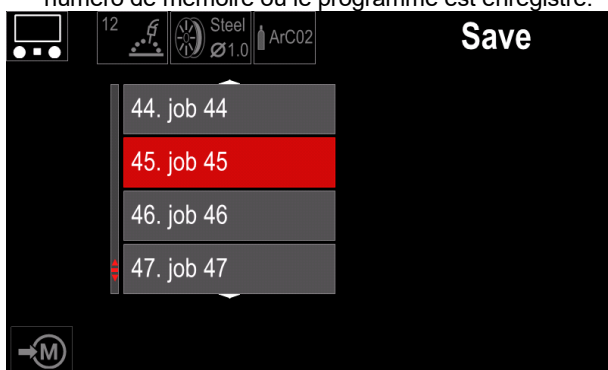 numéro de mémoire où le programme est enregistré.
12 Steel ArC02 Save
Ø1.0
44. job 44
45. job 45
46. job 46
47. job 47
M